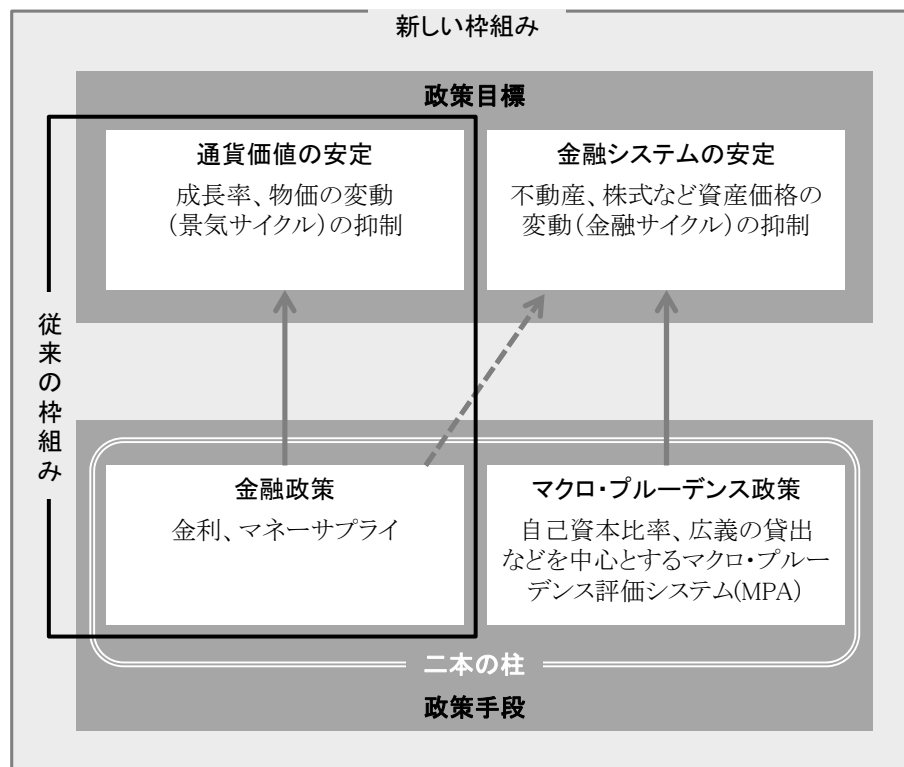 新しい枠組み
政策目標
通貨価値の安定
成長率、物価の変動
(景気サイクル)の抑制
金融システムの安定
不動産、株式など資産価格の
変動(金融サイクル)の抑制
従来の枠組み
金融政策
金利、マネーサプライ
マクロ・プルーデンス政策
自己資本比率、広義の貸出
などを中心とするマクロ・プルー
デンス評価システム(MPA)
二本の柱
政策手段